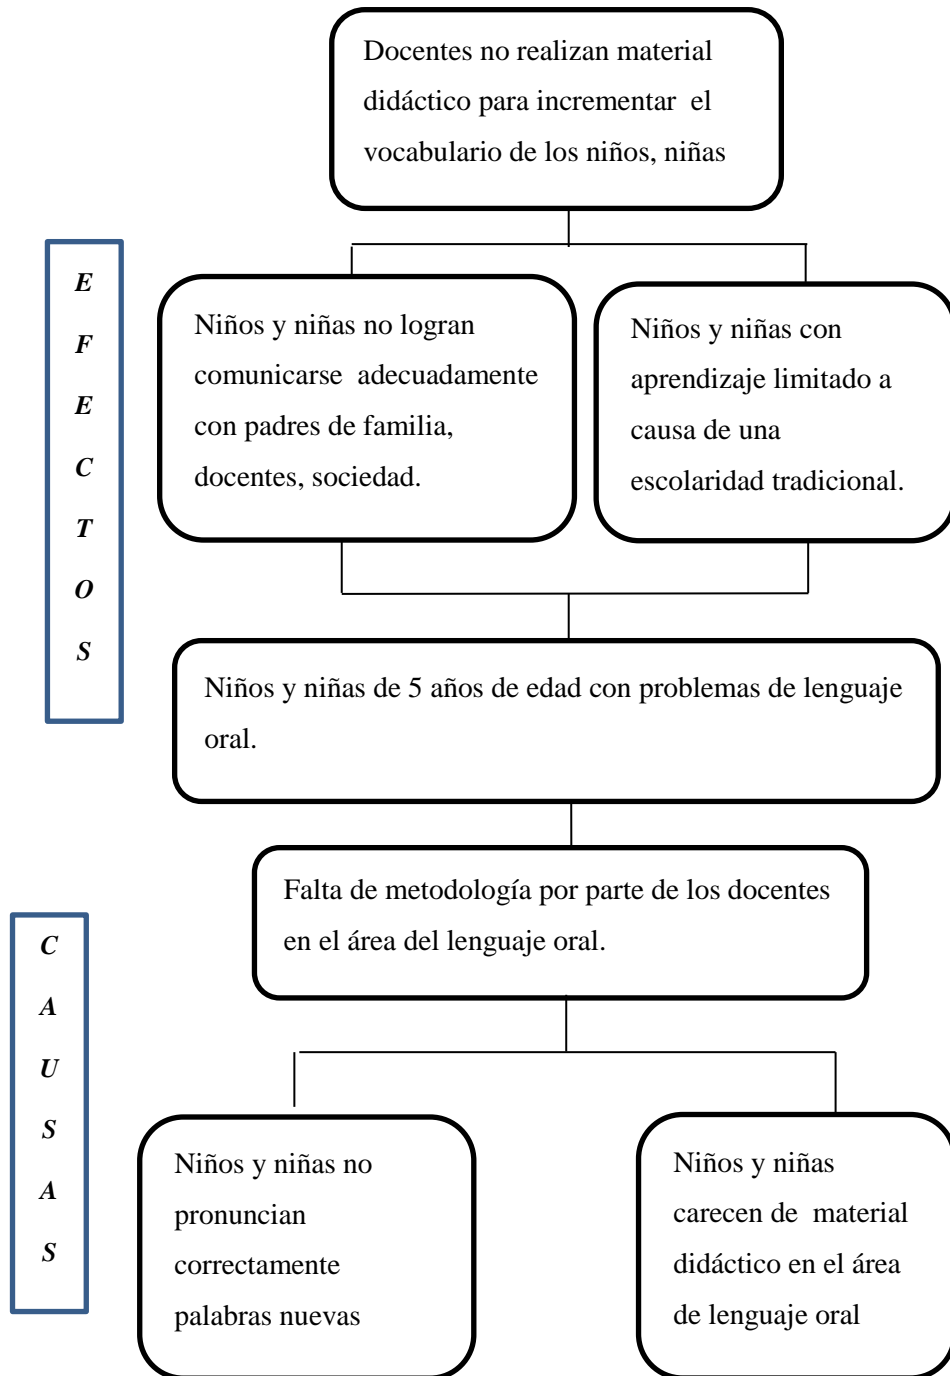 Docentes no realizan material
didáctico para incrementar el
vocabulario de los niños, niñas
E
F
E
C
T
O
S
Niños y niñas no logran
comunicarse adecuadamente
con padres de familia,
docentes, sociedad.
Niños y niñas con
aprendizaje limitado a
causa de una
escolaridad tradicional.
Niños y niñas de 5 años de edad con problemas de lenguaje
oral.
Falta de metodología por parte de los docentes
en el área del lenguaje oral.
C
A
U
S
A
S
Niños y niñas no
pronuncian
correctamente
palabras nuevas
Niños y niñas
carecen de material
didáctico en el área
de lenguaje oral